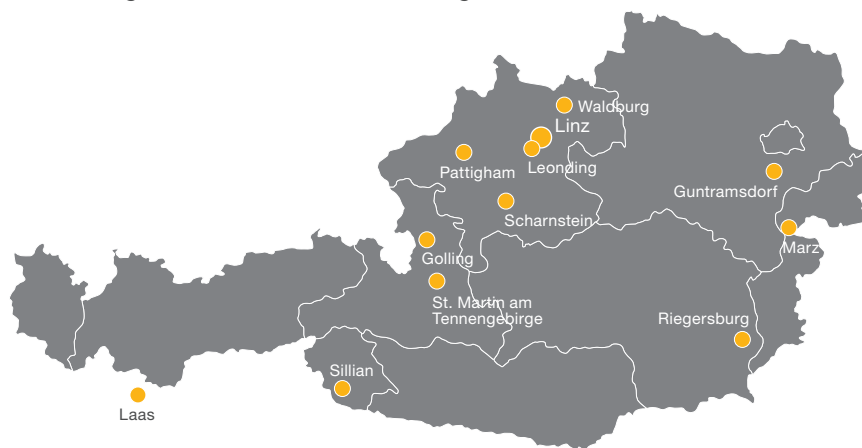 Waldburg
Linz
Leonding
Pattigham
Guntramsdorf
Scharnstein
Marz
Golling
St. Martin am
Tennengebirge
Riegersburg
Sillian
Laas